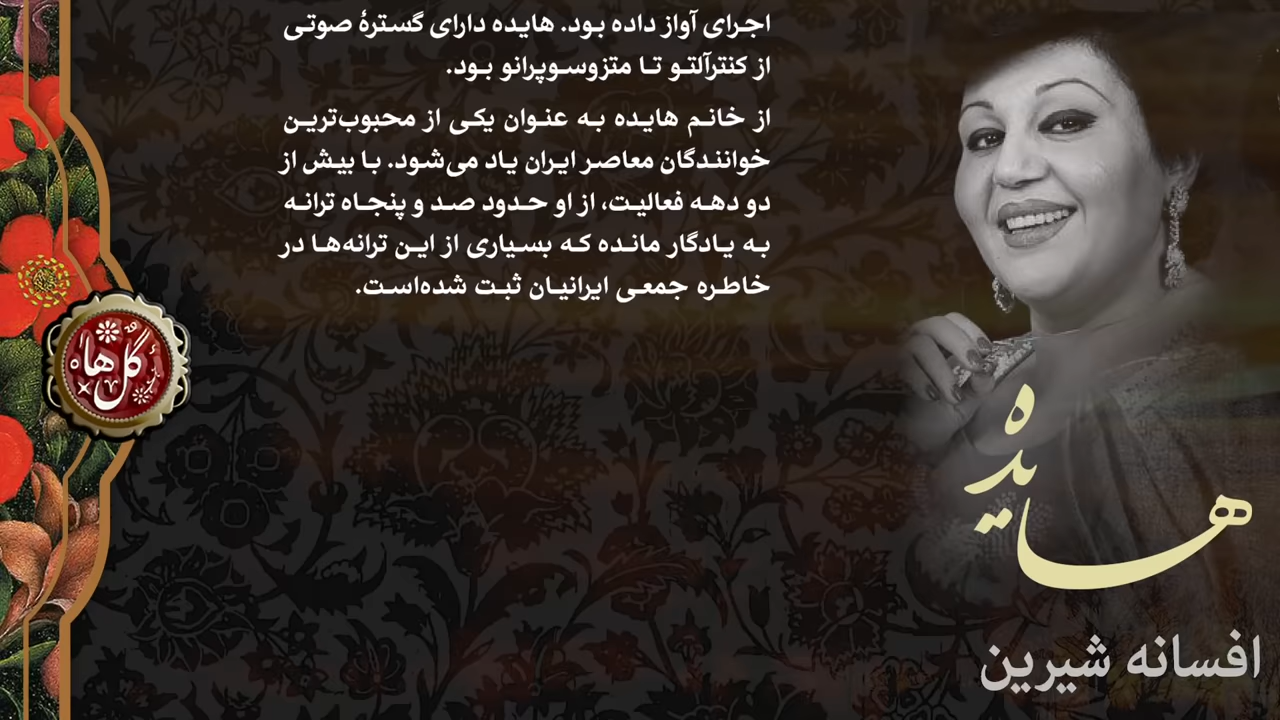 اجرای آواز داده بود. هایده دارای گسترهٔ صوتی
از کنترآلتو تا متزوسوپرانو بود.
از خانم هایده به عنوان یکی از محبوب‌ترین
خوانندگان معاصر ایران یاد می‌شود. با بیش از
دو دهه فعالیت، از او حدود صد و پنجاه ترانه
به یادگار مانده که بسیاری از این ترانه‌ها در
خاطره جمعی ایرانیان ثبت شده‌است.
هایده
افسانه شیرین
گل‌ها